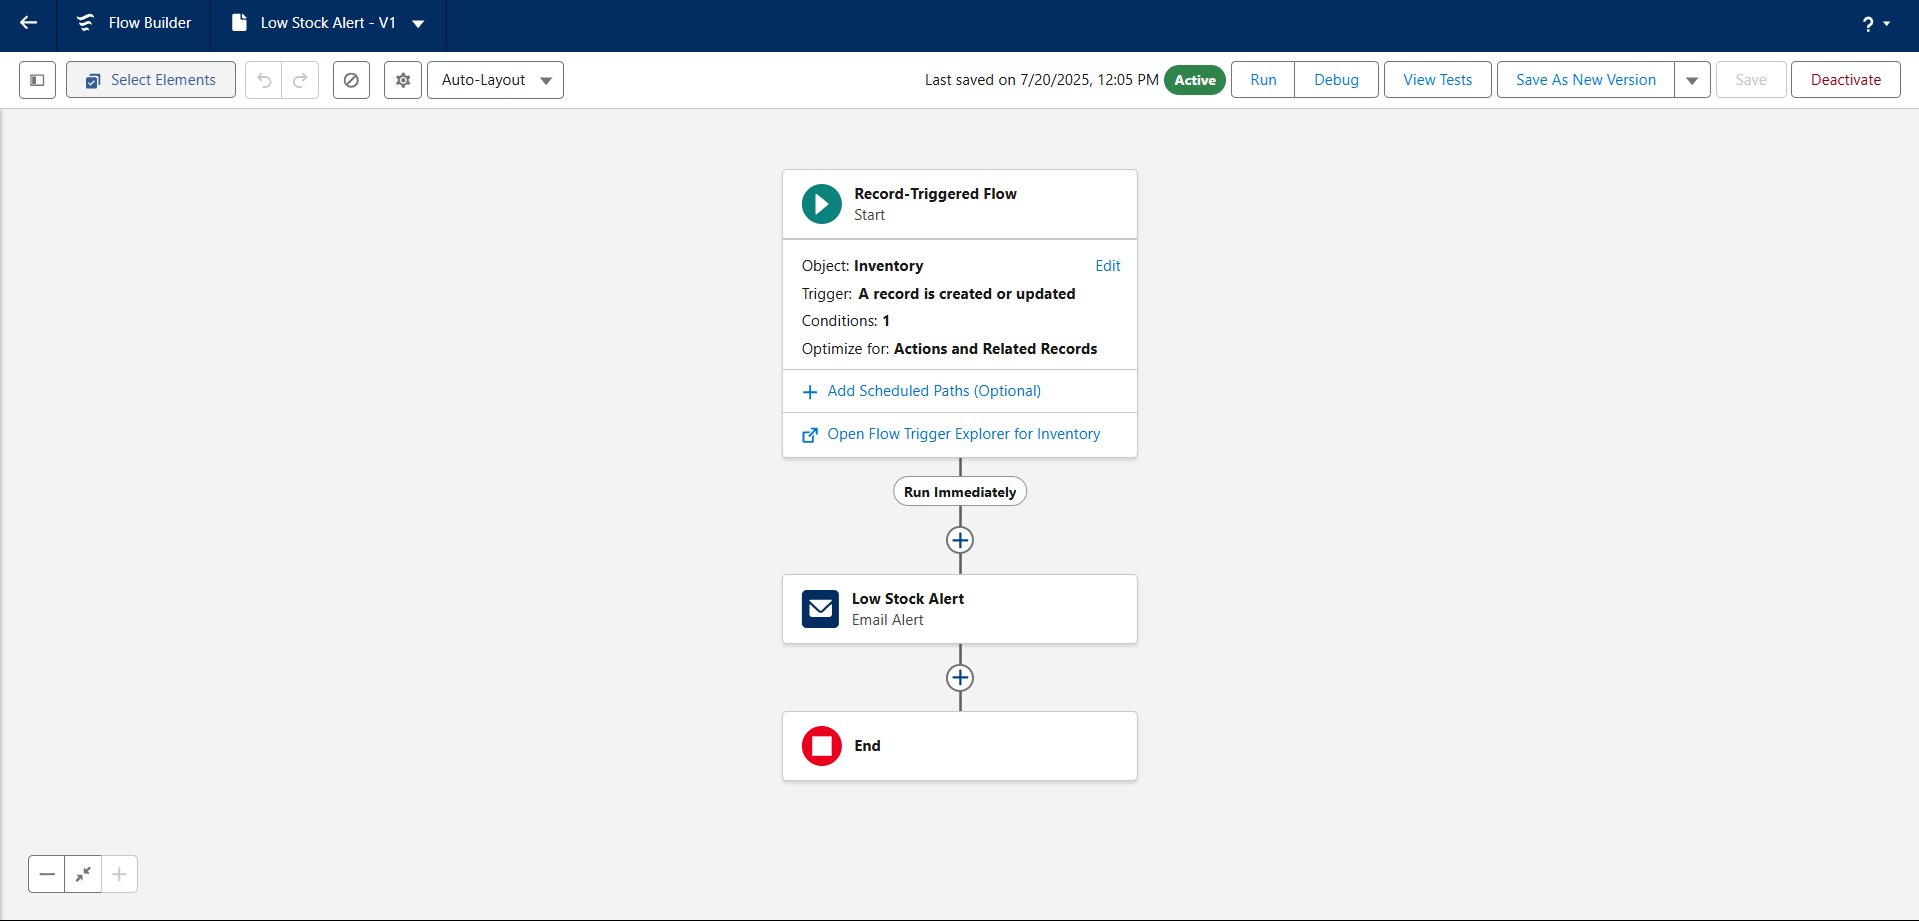 Flow Builder
Low Stock Alert - V1
?
Select Elements
Auto-Layout
Last saved on 7/20/2025, 12:05 PM
Active
Run
Debug
View Tests
Save As New Version
Save
Deactivate
Record-Triggered Flow
Start
Object: Inventory
Edit
Trigger: A record is created or updated
Conditions: 1
Optimize for: Actions and Related Records
Add Scheduled Paths (Optional)
Open Flow Trigger Explorer for Inventory
Run Immediately
Low Stock Alert
Email Alert
End